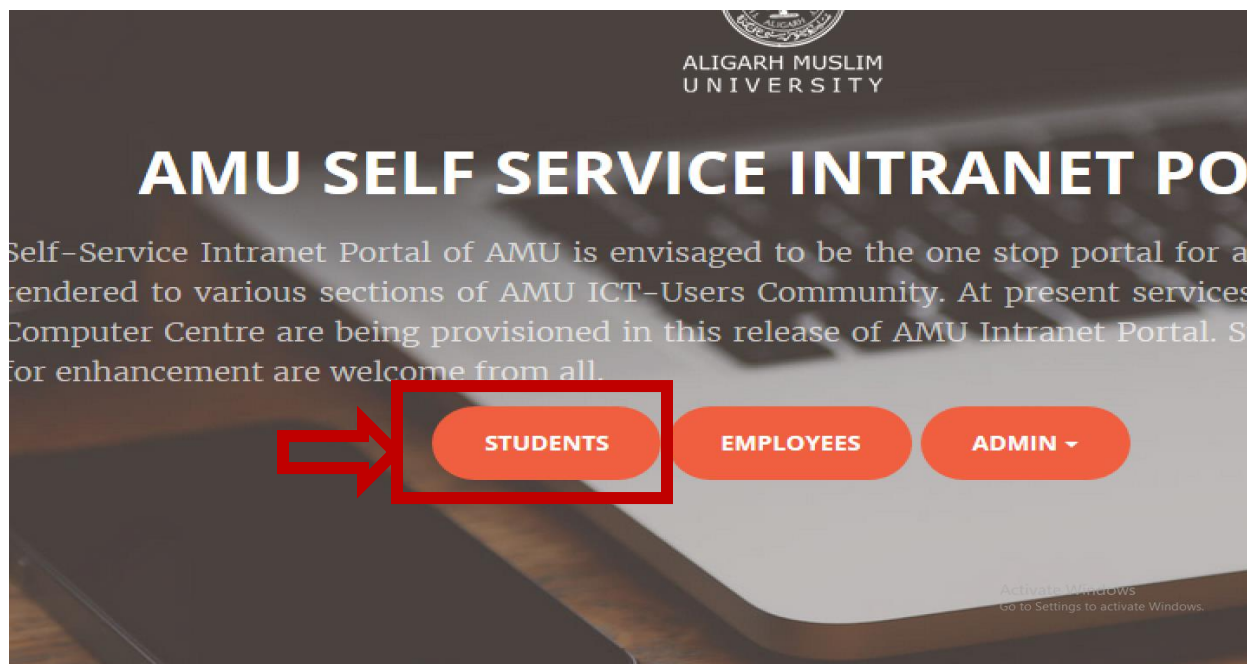 ALIGARH
ALIGARH MUSLIM
UNIVERSITY
AMU SELF SERVICE INTRANET PO
Self-Service Intranet Portal of AMU is envisaged to be the one stop portal for a
rendered to various sections of AMU ICT-Users Community. At present services
Computer Centre are being provisioned in this release of AMU Intranet Portal. S
for enhancement are welcome from all.
STUDENTS
EMPLOYEES
ADMIN
Activate Windows
Go to Settings to activate Windows.